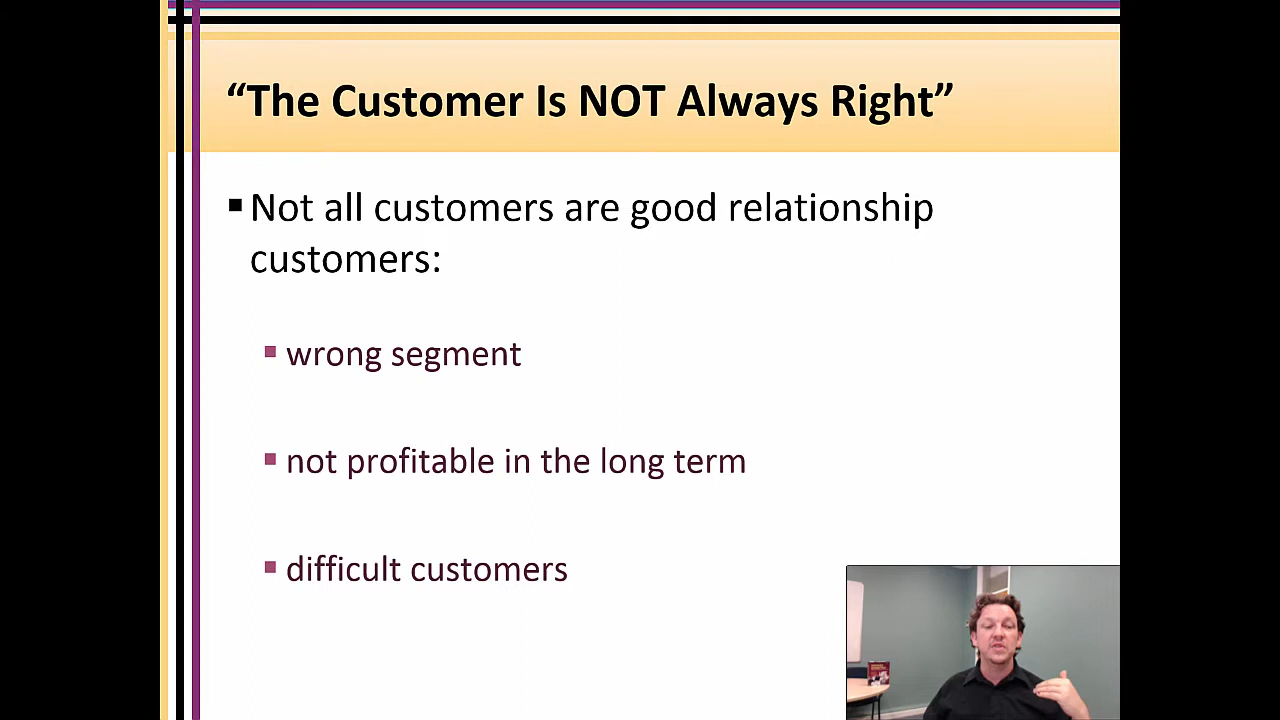 “The Customer Is NOT Always Right”
Not all customers are good relationship
customers:
wrong segment
not profitable in the long term
difficult customers